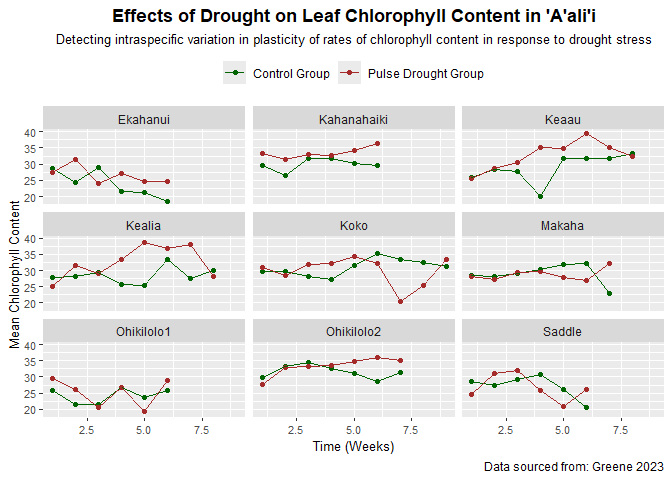 Effects of Drought on Leaf Chlorophyll Content in 'A'ali'i
Detecting intraspecific variation in plasticity of rates of chlorophyll content in response to drought stress
Control Group Pulse Drought Group
Ekahanui Kahanahaiki Keaau
40
35
30
25
20
Kealia Koko Makaha
40
35
30
25
20
Mean Chlorophyll Content
Ohikilolo1 Ohikilolo2 Saddle
40
35
30
25
20
2.5 5.0 7.5 2.5 5.0 7.5 2.5 5.0 7.5
Time (Weeks)
Data sourced from: Greene 2023